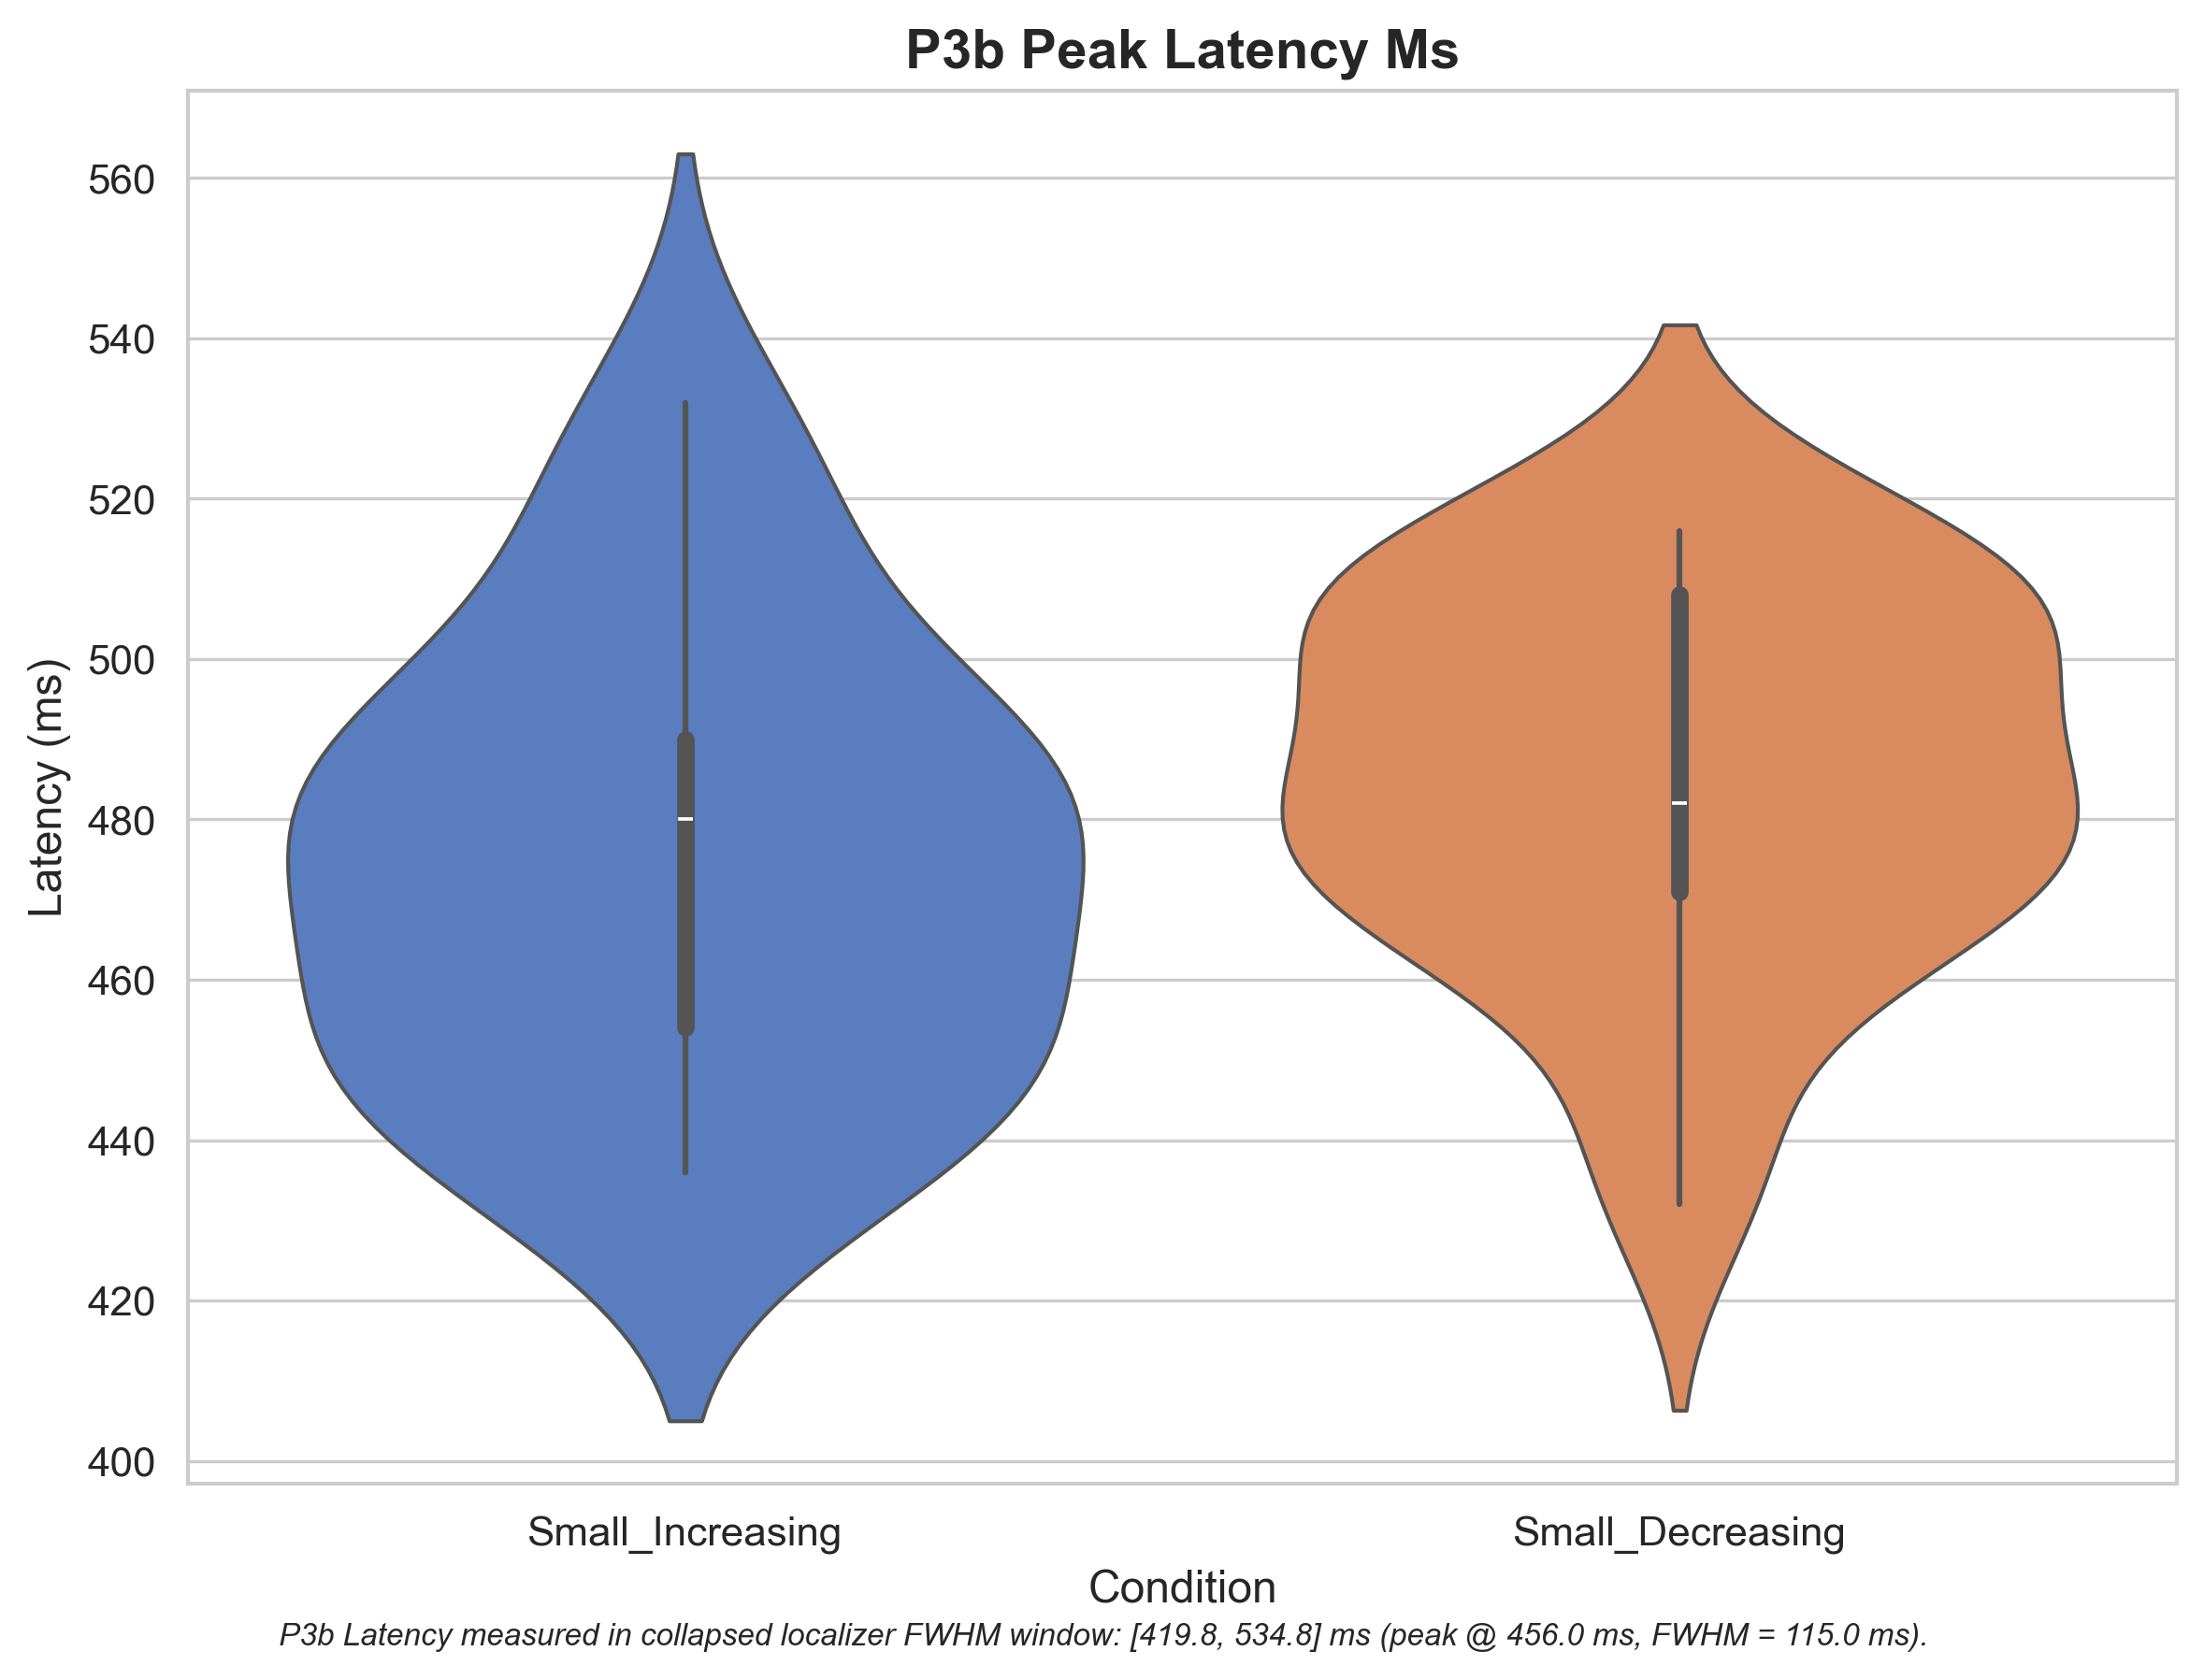 P3b Peak Latency Ms
Latency (ms)
560
540
520
500
480
460
440
420
400
Small_Increasing
Small_Decreasing
Condition
P3b Latency measured in collapsed localizer FWHM window: [419.8, 534.8] ms (peak @ 456.0 ms, FWHM = 115.0 ms).